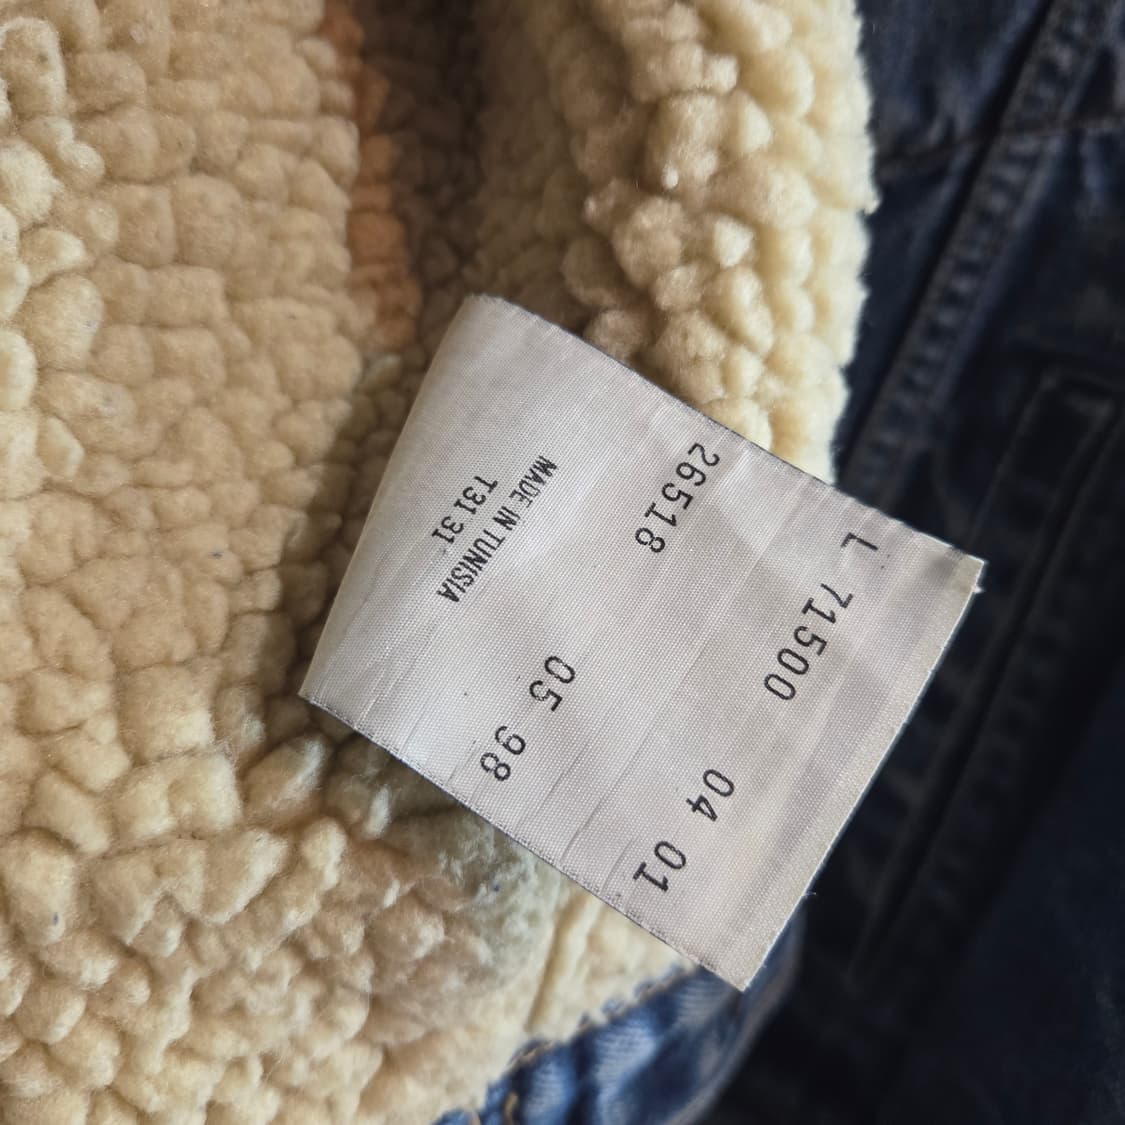 L 71500 04 01
26518 05 98
MADE IN TUNISIA
T31 31